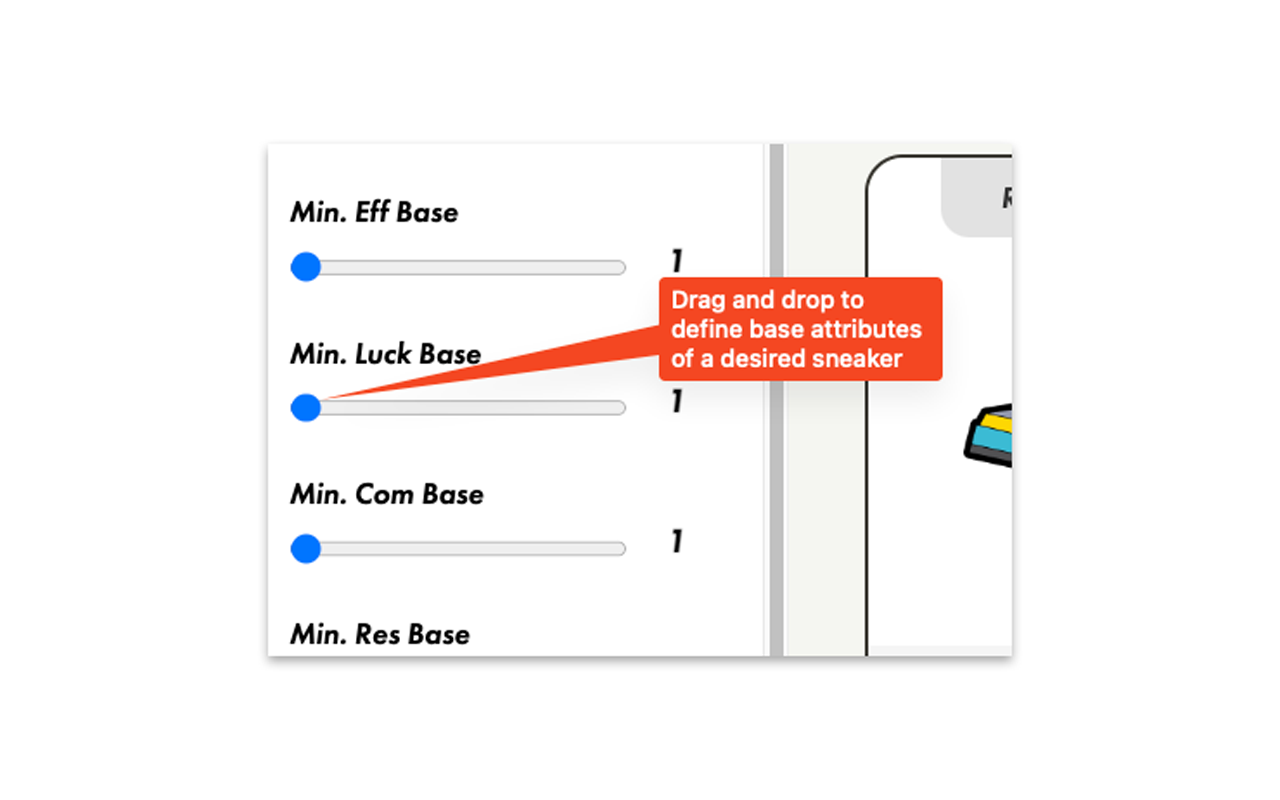 Min. Eff Base
1
Drag and drop to
define base attributes
of a desired sneaker
Min. Luck Base
1
Min. Com Base
1
Min. Res Base